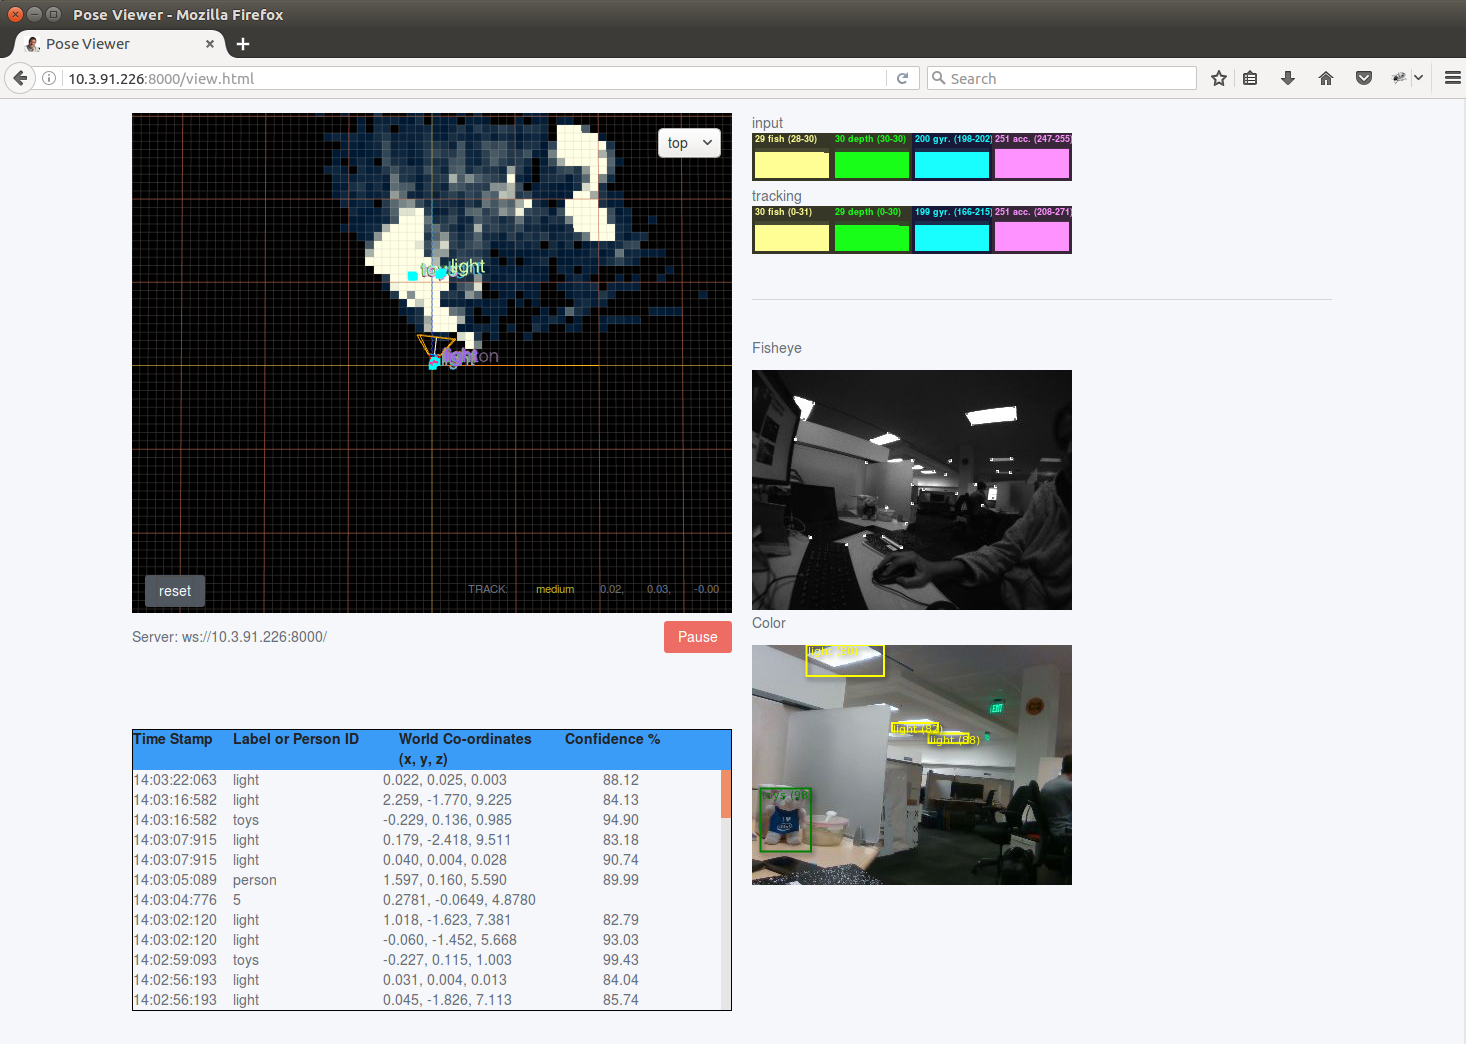 Pose Viewer - Mozilla Firefox
Pose Viewer
10.3.91.226:8000/view.html
Search
top
light
light
reset
TRACK: medium 0.02, 0.03, -0.00
Server: ws://10.3.91.226:8000/
Pause
Time Stamp Label or Person ID World Co-ordinates (x, y, z) Confidence %
14:03:22:063 light 0.022, 0.025, 0.003 88.12
14:03:16:582 light 2.259, -1.770, 9.225 84.13
14:03:16:582 toys -0.229, 0.136, 0.985 94.90
14:03:07:915 light 0.179, -2.418, 9.511 83.18
14:03:07:915 light 0.040, 0.004, 0.028 90.74
14:03:05:089 person 1.597, 0.160, 5.590 89.99
14:03:04:776 5 0.2781, -0.0649, 4.8780
14:03:02:120 light 1.018, -1.623, 7.381 82.79
14:03:02:120 light -0.060, -1.452, 5.668 93.03
14:02:59:093 toys -0.227, 0.115, 1.003 99.43
14:02:56:193 light 0.031, 0.004, 0.013 84.04
14:02:56:193 light 0.045, -1.826, 7.113 85.74
input
29 fish (28-30) 30 depth (30-30) 200 gyr. (198-202) 251 acc. (247-255)
tracking
30 fish (0-31) 29 depth (0-30) 199 gyr. (166-215) 251 acc. (208-271)
Fisheye
Color
light
light
light (88)
EXIT